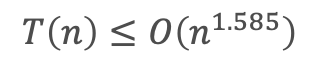 T(n) ≤ O(n^1.585)